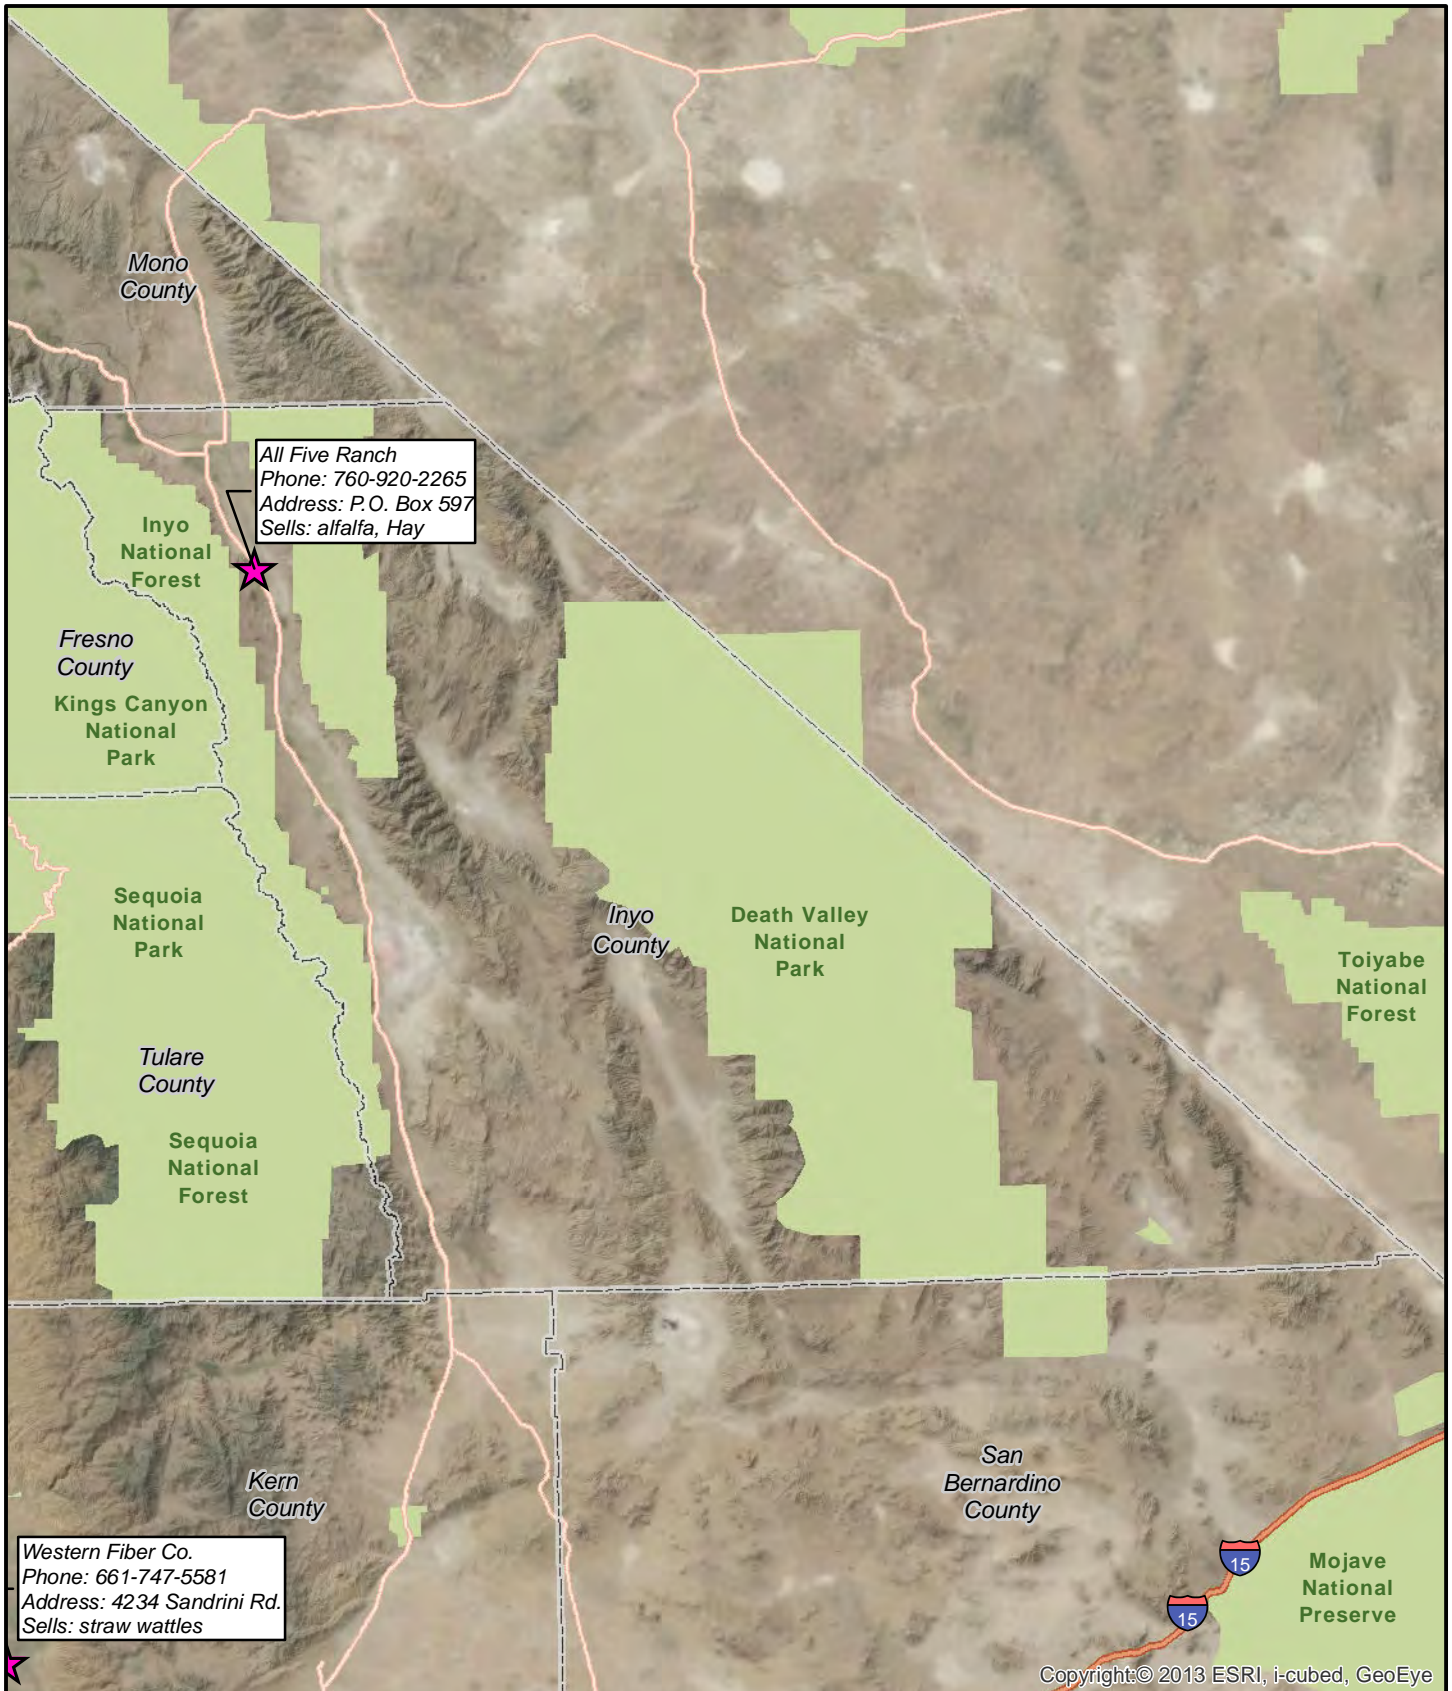 Mono
County
All Five Ranch
Phone: 760-920-2265
Address: P.O. Box 597
Sells: alfalfa, Hay
Inyo
National
Forest
Fresno
County
Kings Canyon
National
Park
Sequoia
National
Park
Inyo
County
Death Valley
National
Park
Toiyabe
National
Forest
Tulare
County
Sequoia
National
Forest
Kern
County
San
Bernardino
County
Western Fiber Co.
Phone: 661-747-5581
Address: 4234 Sandrini Rd.
Sells: straw wattles
15
15
Mojave
National
Preserve
Copyright:© 2013 ESRI, i-cubed, GeoEye